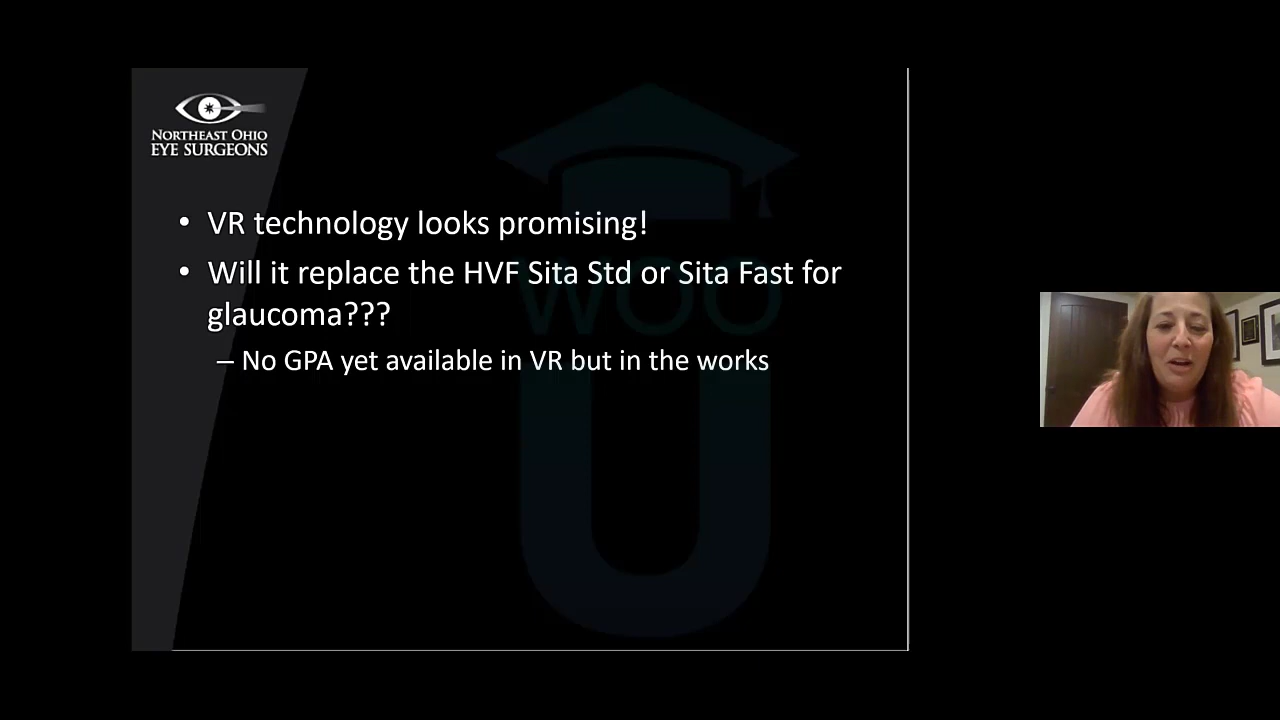 NORTHEAST OHIO
EYE SURGEONS
• VR technology looks promising!
• Will it replace the HVF Sita Std or Sita Fast for
glaucoma???
– No GPA yet available in VR but in the works
WOO
U